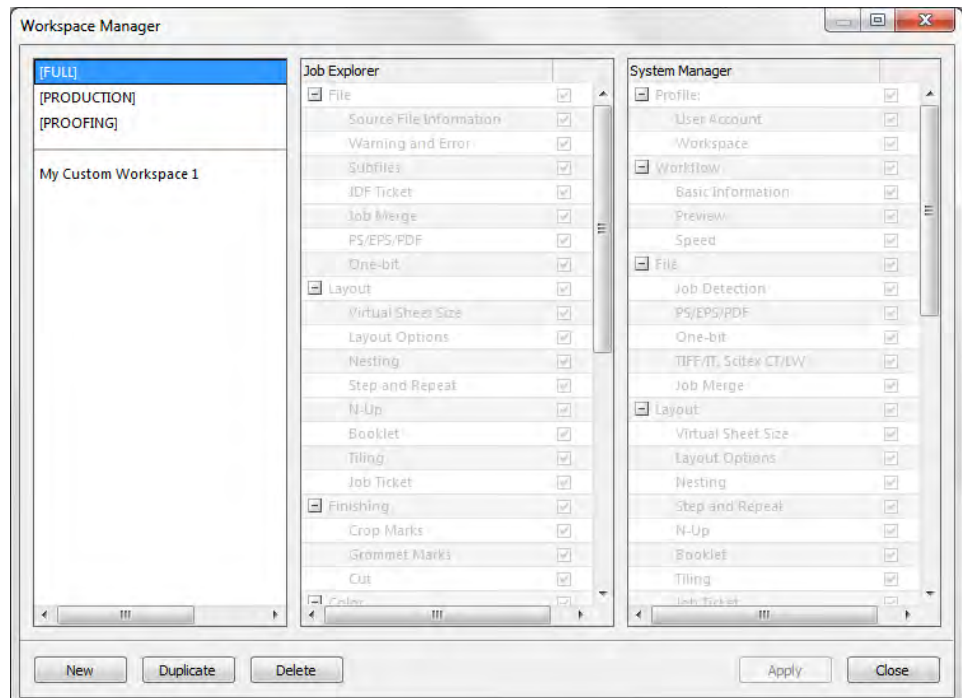 Workspace Manager
[FULL]
[PRODUCTION]
[PROOFING]
My Custom Workspace 1
Job Explorer
File
Source File Information
Warning and Error
Subfiles
JDF Ticket
Job Merge
PS/EPS/PDF
One-bit
Layout
Virtual Sheet Size
Layout Options
Nesting
Step and Repeat
N-Up
Booklet
Tiling
Job Ticket
Finishing
Crop Marks
Grommet Marks
Cut
Color
System Manager
Profile:
User Account
Workspace
Workflow
Basic Information
Preview
Speed
File
Job Detection
PS/EPS/PDF
One-bit
TIFF/IT, Scitex CT/LW
Job Merge
Layout
Virtual Sheet Size
Layout Options
Nesting
Step and Repeat
N-Up
Booklet
Tiling
Job Ticket
New
Duplicate
Delete
Apply
Close